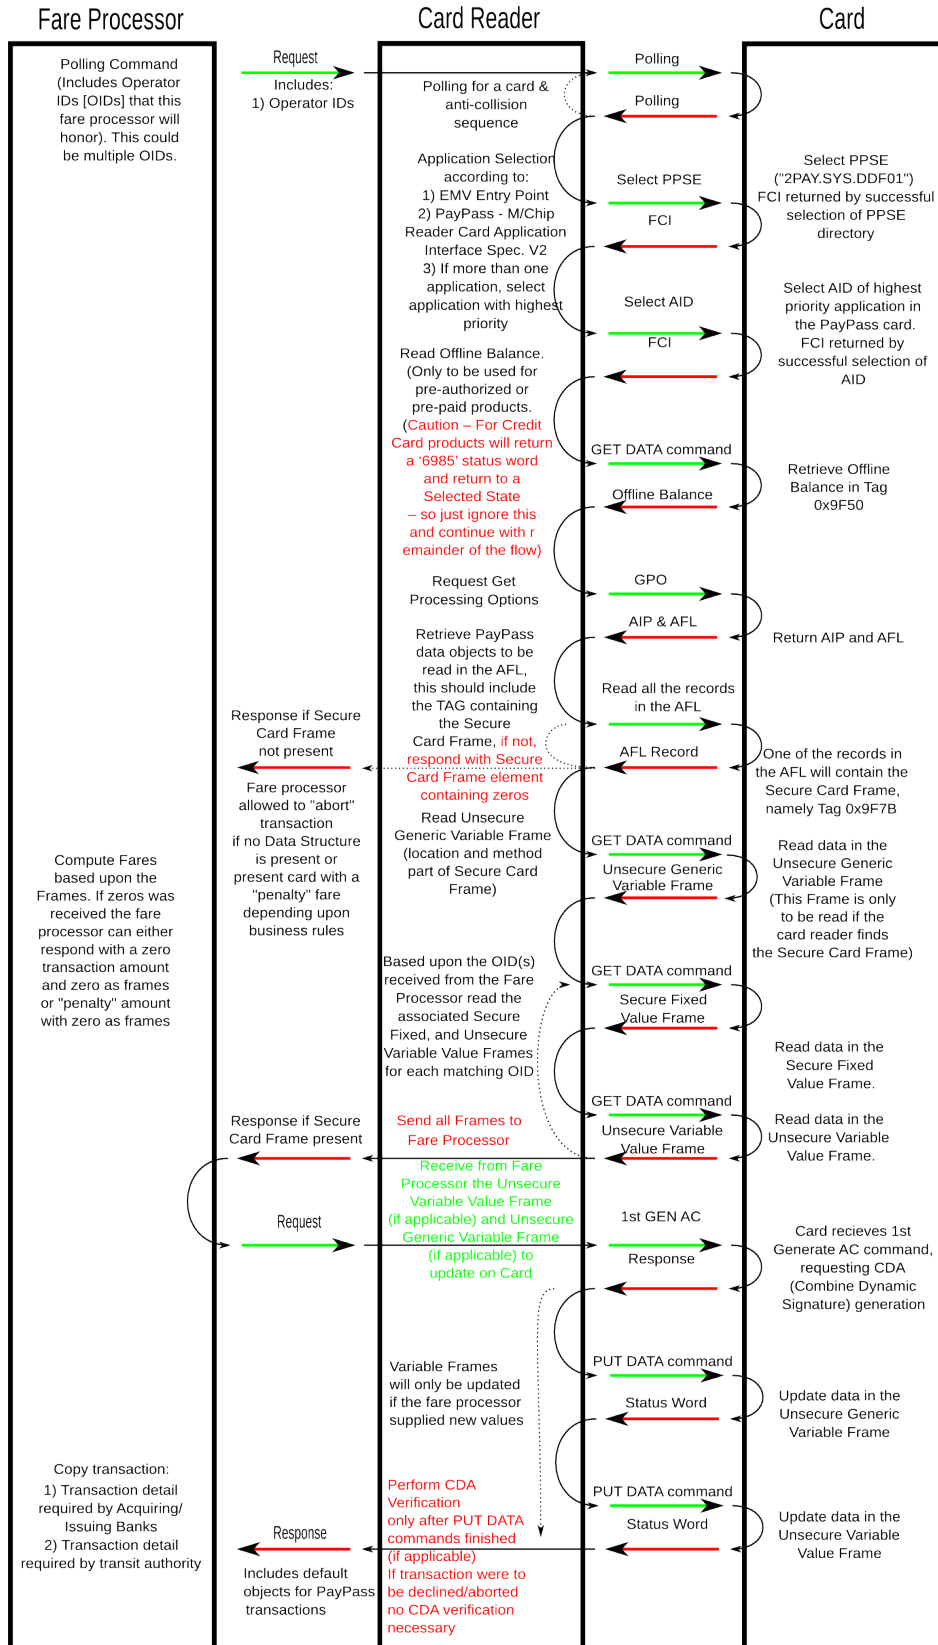 Fare Processor
Card Reader
Card
Polling Command
(Includes Operator
IDs [OIDs] that this
fare processor will
honor). This could
be multiple OIDs.
Request
Includes:
1) Operator IDs
Polling for a card &
anti-collision
sequence
Polling
Polling
Application Selection
according to:
1) EMV Entry Point
2) PayPass - M/Chip
Reader Card Application
Interface Spec. V2
3) If more than one
application, select
application with highest
priority
Select PPSE
FCI
Select PPSE
("2PAY.SYS.DDF01")
FCI returned by successful
selection of PPSE
directory
Select AID
FCI
Select AID of highest
priority application in
the PayPass card.
FCI returned by
successful selection of
AID
Read Offline Balance.
(Only to be used for
pre-authorized or
pre-paid products.
(Caution – For Credit
Card products will return
a ‘6985’ status word
and return to a
Selected State
– so just ignore this
and continue with r
emainder of the flow)
GET DATA command
Offline Balance
Retrieve Offline
Balance in Tag
0x9F50
Request Get
Processing Options
GPO
AIP & AFL
Return AIP and AFL
Retrieve PayPass
data objects to be
read in the AFL,
this should include
the TAG containing
the Secure
Card Frame, if not,
respond with Secure
Card Frame element
containing zeros
Read all the records
in the AFL
AFL Record
One of the records in
the AFL will contain the
Secure Card Frame,
namely Tag 0x9F7B
Response if Secure
Card Frame
not present
Fare processor
allowed to "abort"
transaction
if no Data Structure
is present or
present card with a
"penalty" fare
depending upon
business rules
Compute Fares
based upon the
Frames. If zeros was
received the fare
processor can either
respond with a zero
transaction amount
and zero as frames
or "penalty" amount
with zero as frames
Read Unsecure
Generic Variable Frame
(location and method
part of Secure Card
Frame)
GET DATA command
Unsecure Generic
Variable Frame
Read data in the
Unsecure Generic
Variable Frame
(This Frame is only
to be read if the
card reader finds
the Secure Card Frame)
Based upon the OID(s)
received from the Fare
Processor read the
associated Secure
Fixed, and Unsecure
Variable Value Frames
for each matching OID
GET DATA command
Secure Fixed
Value Frame
Read data in the
Secure Fixed
Value Frame.
GET DATA command
Unsecure Variable
Value Frame
Read data in the
Unsecure Variable
Value Frame.
Response if Secure
Card Frame present
Send all Frames to
Fare Processor
Receive from Fare
Processor the Unsecure
Variable Value Frame
(if applicable) and Unsecure
Generic Variable Frame
(if applicable) to
update on Card
Request
1st GEN AC
Response
Card recieves 1st
Generate AC command,
requesting CDA
(Combine Dynamic
Signature) generation
Variable Frames
will only be updated
if the fare processor
supplied new values
PUT DATA command
Status Word
Update data in the
Unsecure Generic
Variable Frame
Copy transaction:
1) Transaction detail
required by Acquiring/
Issuing Banks
2) Transaction detail
required by transit authority
Response
Includes default
objects for PayPass
transactions
Perform CDA
Verification
only after PUT DATA
commands finished
(if applicable)
If transaction were to
be declined/aborted
no CDA verification
necessary
PUT DATA command
Status Word
Update data in the
Unsecure Variable
Value Frame